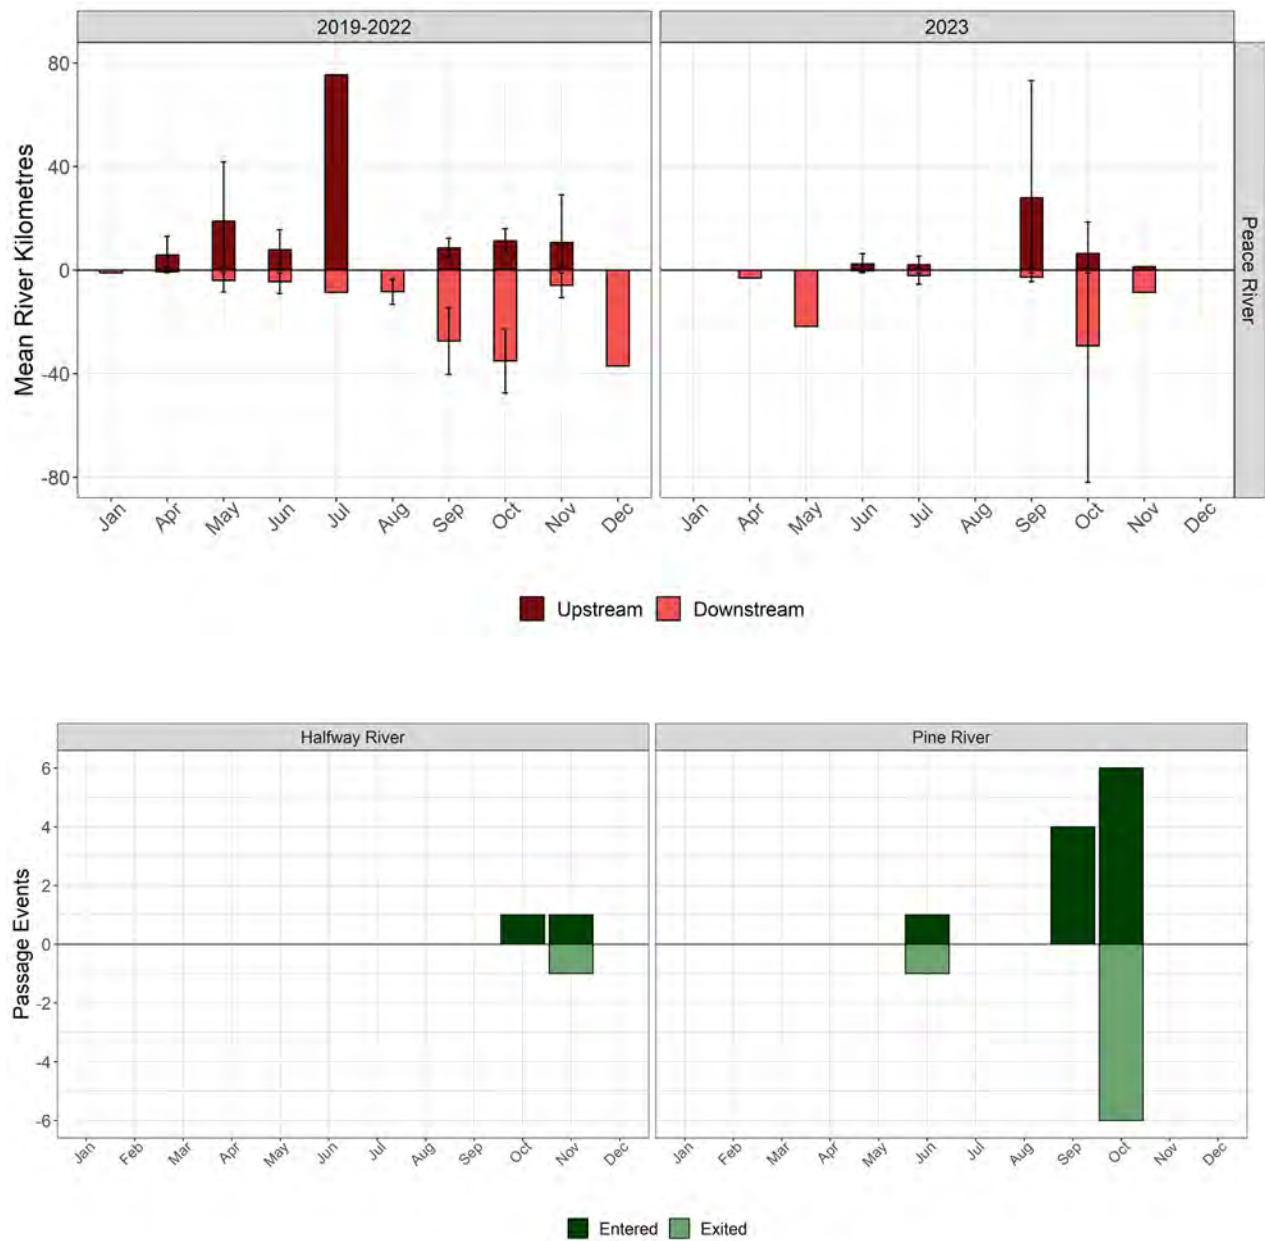 2019-2022
2023
80
40
0
-40
-80
Mean River Kilometres
Peace River
Jan Apr May Jun Jul Aug Sep Oct Nov Dec
Jan Apr May Jun Jul Aug Sep Oct Nov Dec
Upstream Downstream
Halfway River
Pine River
6
4
2
0
-2
-4
-6
Passage Events
Jan Feb Mar Apr May Jun Jul Aug Sep Oct Nov Dec
Jan Feb Mar Apr May Jun Jul Aug Sep Oct Nov Dec
Entered Exited